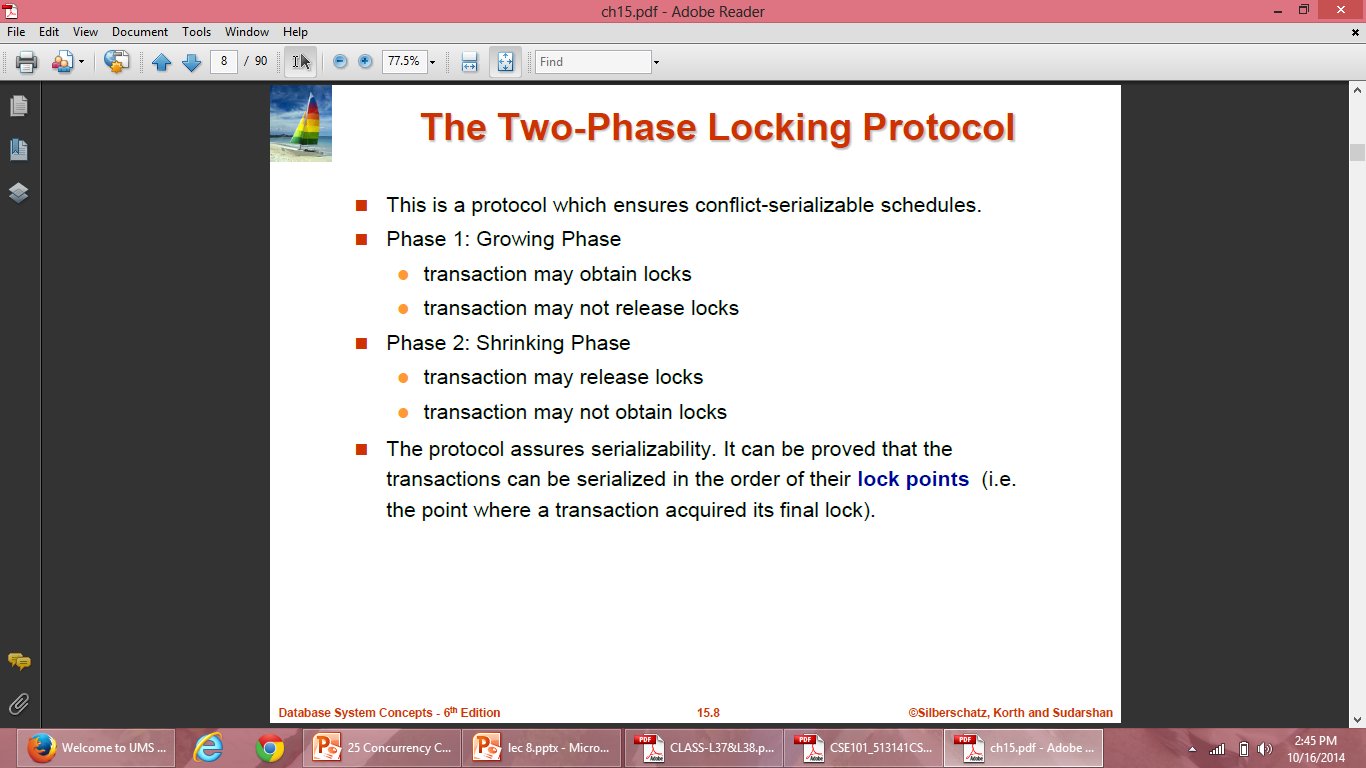 ch15.pdf - Adobe Reader
File Edit View Document Tools Window Help
8 / 90 77.5% Find
The Two-Phase Locking Protocol
This is a protocol which ensures conflict-serializable schedules.
Phase 1: Growing Phase
transaction may obtain locks
transaction may not release locks
Phase 2: Shrinking Phase
transaction may release locks
transaction may not obtain locks
The protocol assures serializability. It can be proved that the
transactions can be serialized in the order of their lock points (i.e.
the point where a transaction acquired its final lock).
Database System Concepts - 6th Edition 15.8 ©Silberschatz, Korth and Sudarshan
Welcome to UMS ... 25 Concurrency C... lec 8.pptx - Micro... CLASS-L37&L38.p... CSE101_513141CS... ch15.pdf - Adobe ...
2:45 PM
10/16/2014